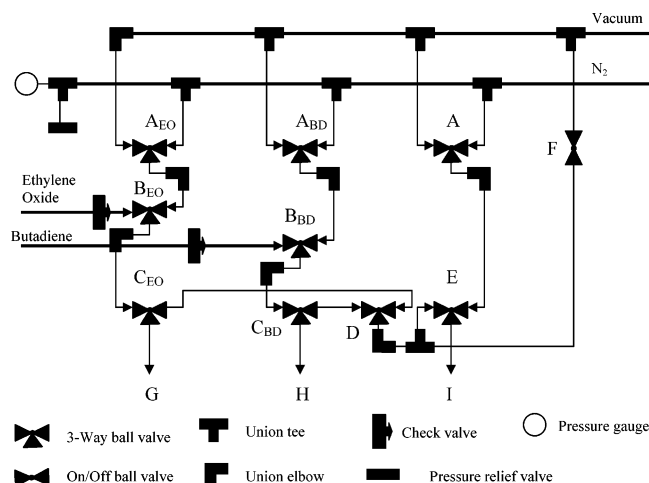 Vacuum
N2
AEO
ABD
A
F
Ethylene
Oxide
BEO
BBD
Butadiene
CEO
E
CBD
D
G
H
I
3-Way ball valve
Union tee
Check valve
Pressure gauge
On/Off ball valve
Union elbow
Pressure relief valve